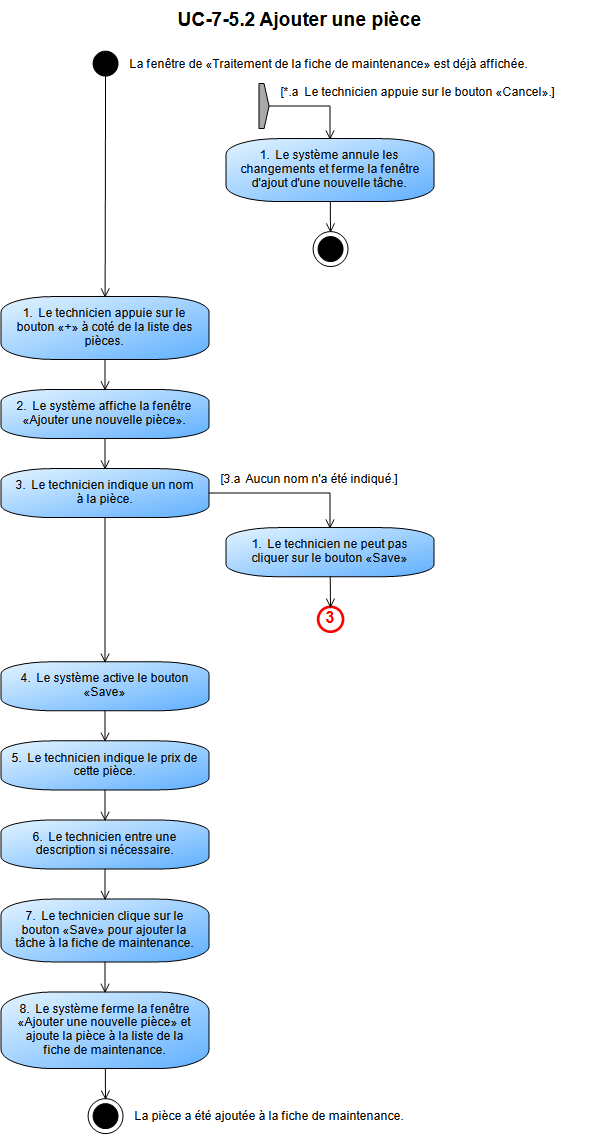 UC-7-5.2 Ajouter une pièce
La fenêtre de «Traitement de la fiche de maintenance» est déjà affichée.
[*.a Le technicien appuie sur le bouton «Cancel».]
1. Le système annule les
changements et ferme la fenêtre
d'ajout d'une nouvelle tâche.
1. Le technicien appuie sur le
bouton «+» à coté de la liste des
pièces.
2. Le système affiche la fenêtre
«Ajouter une nouvelle pièce».
3. Le technicien indique un nom
à la pièce.
[3.a Aucun nom n'a été indiqué.]
1. Le technicien ne peut pas
cliquer sur le bouton «Save»
3
4. Le système active le bouton
«Save»
5. Le technicien indique le prix de
cette pièce.
6. Le technicien entre une
description si nécessaire.
7. Le technicien clique sur le
bouton «Save» pour ajouter la
tâche à la fiche de maintenance.
8. Le système ferme la fenêtre
«Ajouter une nouvelle pièce» et
ajoute la pièce à la liste de la
fiche de maintenance.
La pièce a été ajoutée à la fiche de maintenance.